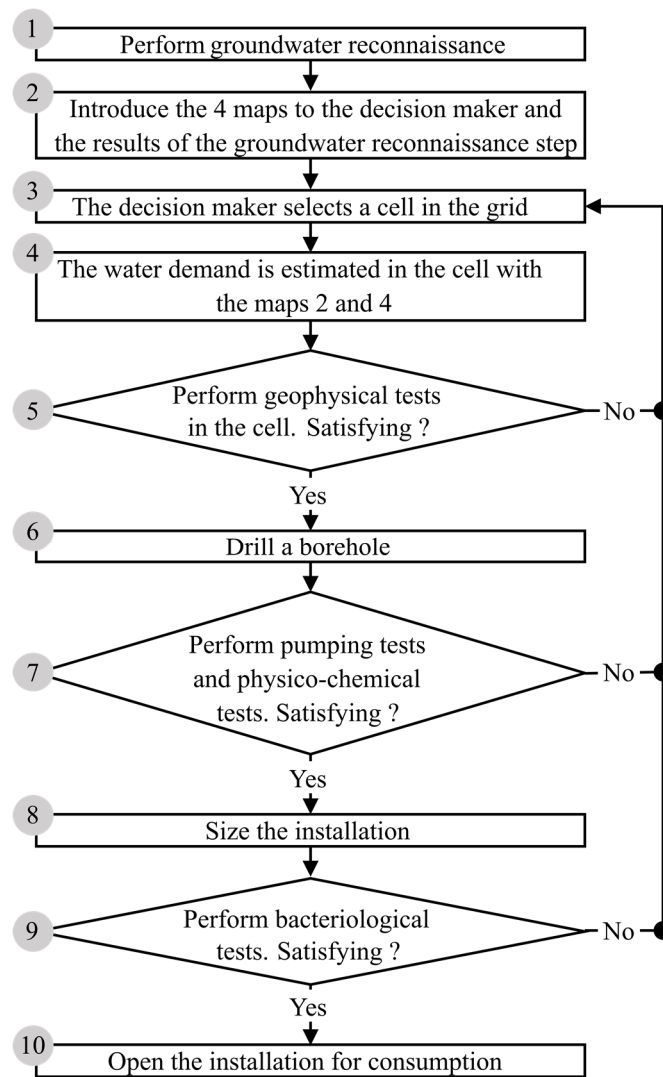 1
Perform groundwater reconnaissance
2
Introduce the 4 maps to the decision maker and
the results of the groundwater reconnaissance step
3
The decision maker selects a cell in the grid
4
The water demand is estimated in the cell with
the maps 2 and 4
5
Perform geophysical tests
in the cell. Satisfying ?
No
Yes
6
Drill a borehole
7
Perform pumping tests
and physico-chemical
tests. Satisfying ?
No
Yes
8
Size the installation
9
Perform bacteriological
tests. Satisfying ?
No
Yes
10
Open the installation for consumption